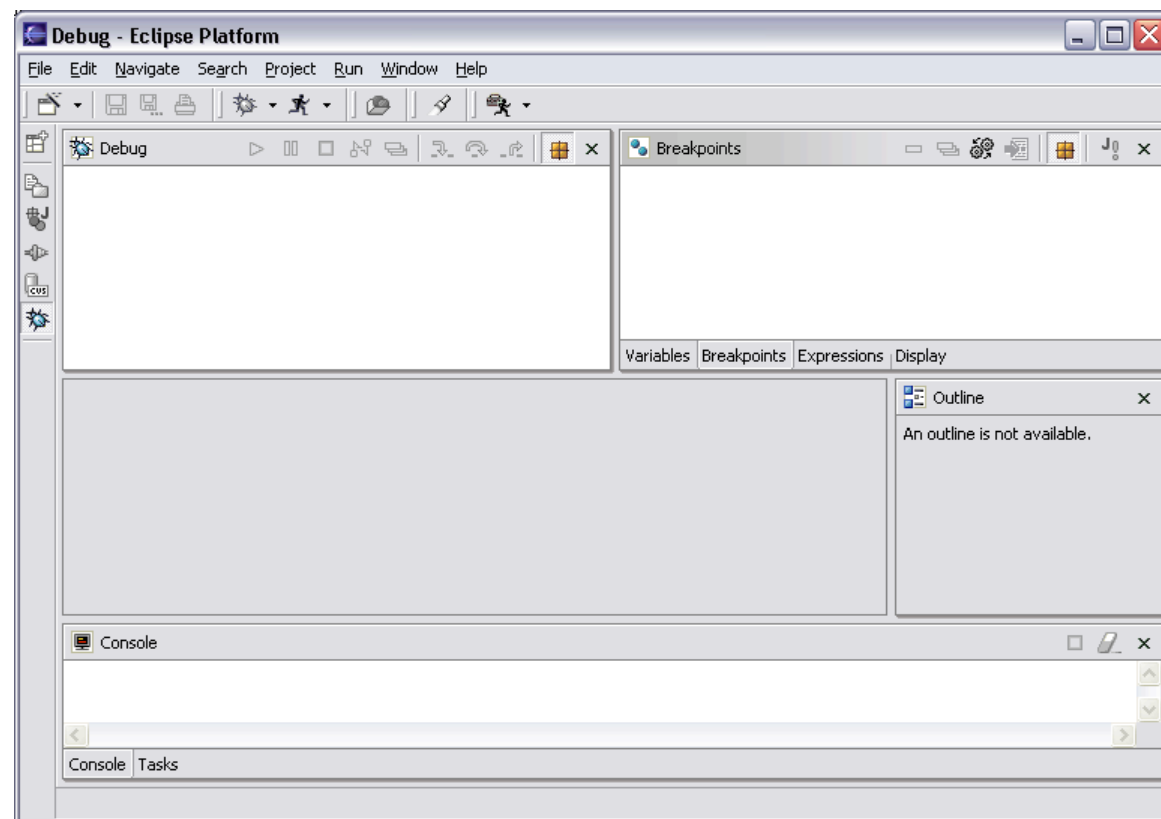 Debug - Eclipse Platform
File Edit Navigate Search Project Run Window Help
Debug
Breakpoints
J
J
CVS
Variables Breakpoints Expressions Display
Outline
An outline is not available.
Console
Console Tasks